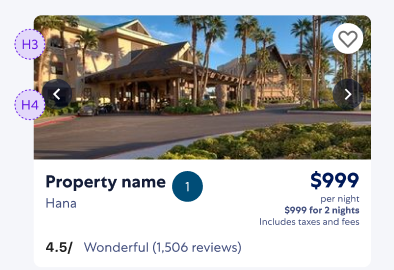 H3
H4
Property name
1
Hana
$999
per night
$999 for 2 nights
Includes taxes and fees
4.5/ Wonderful (1,506 reviews)